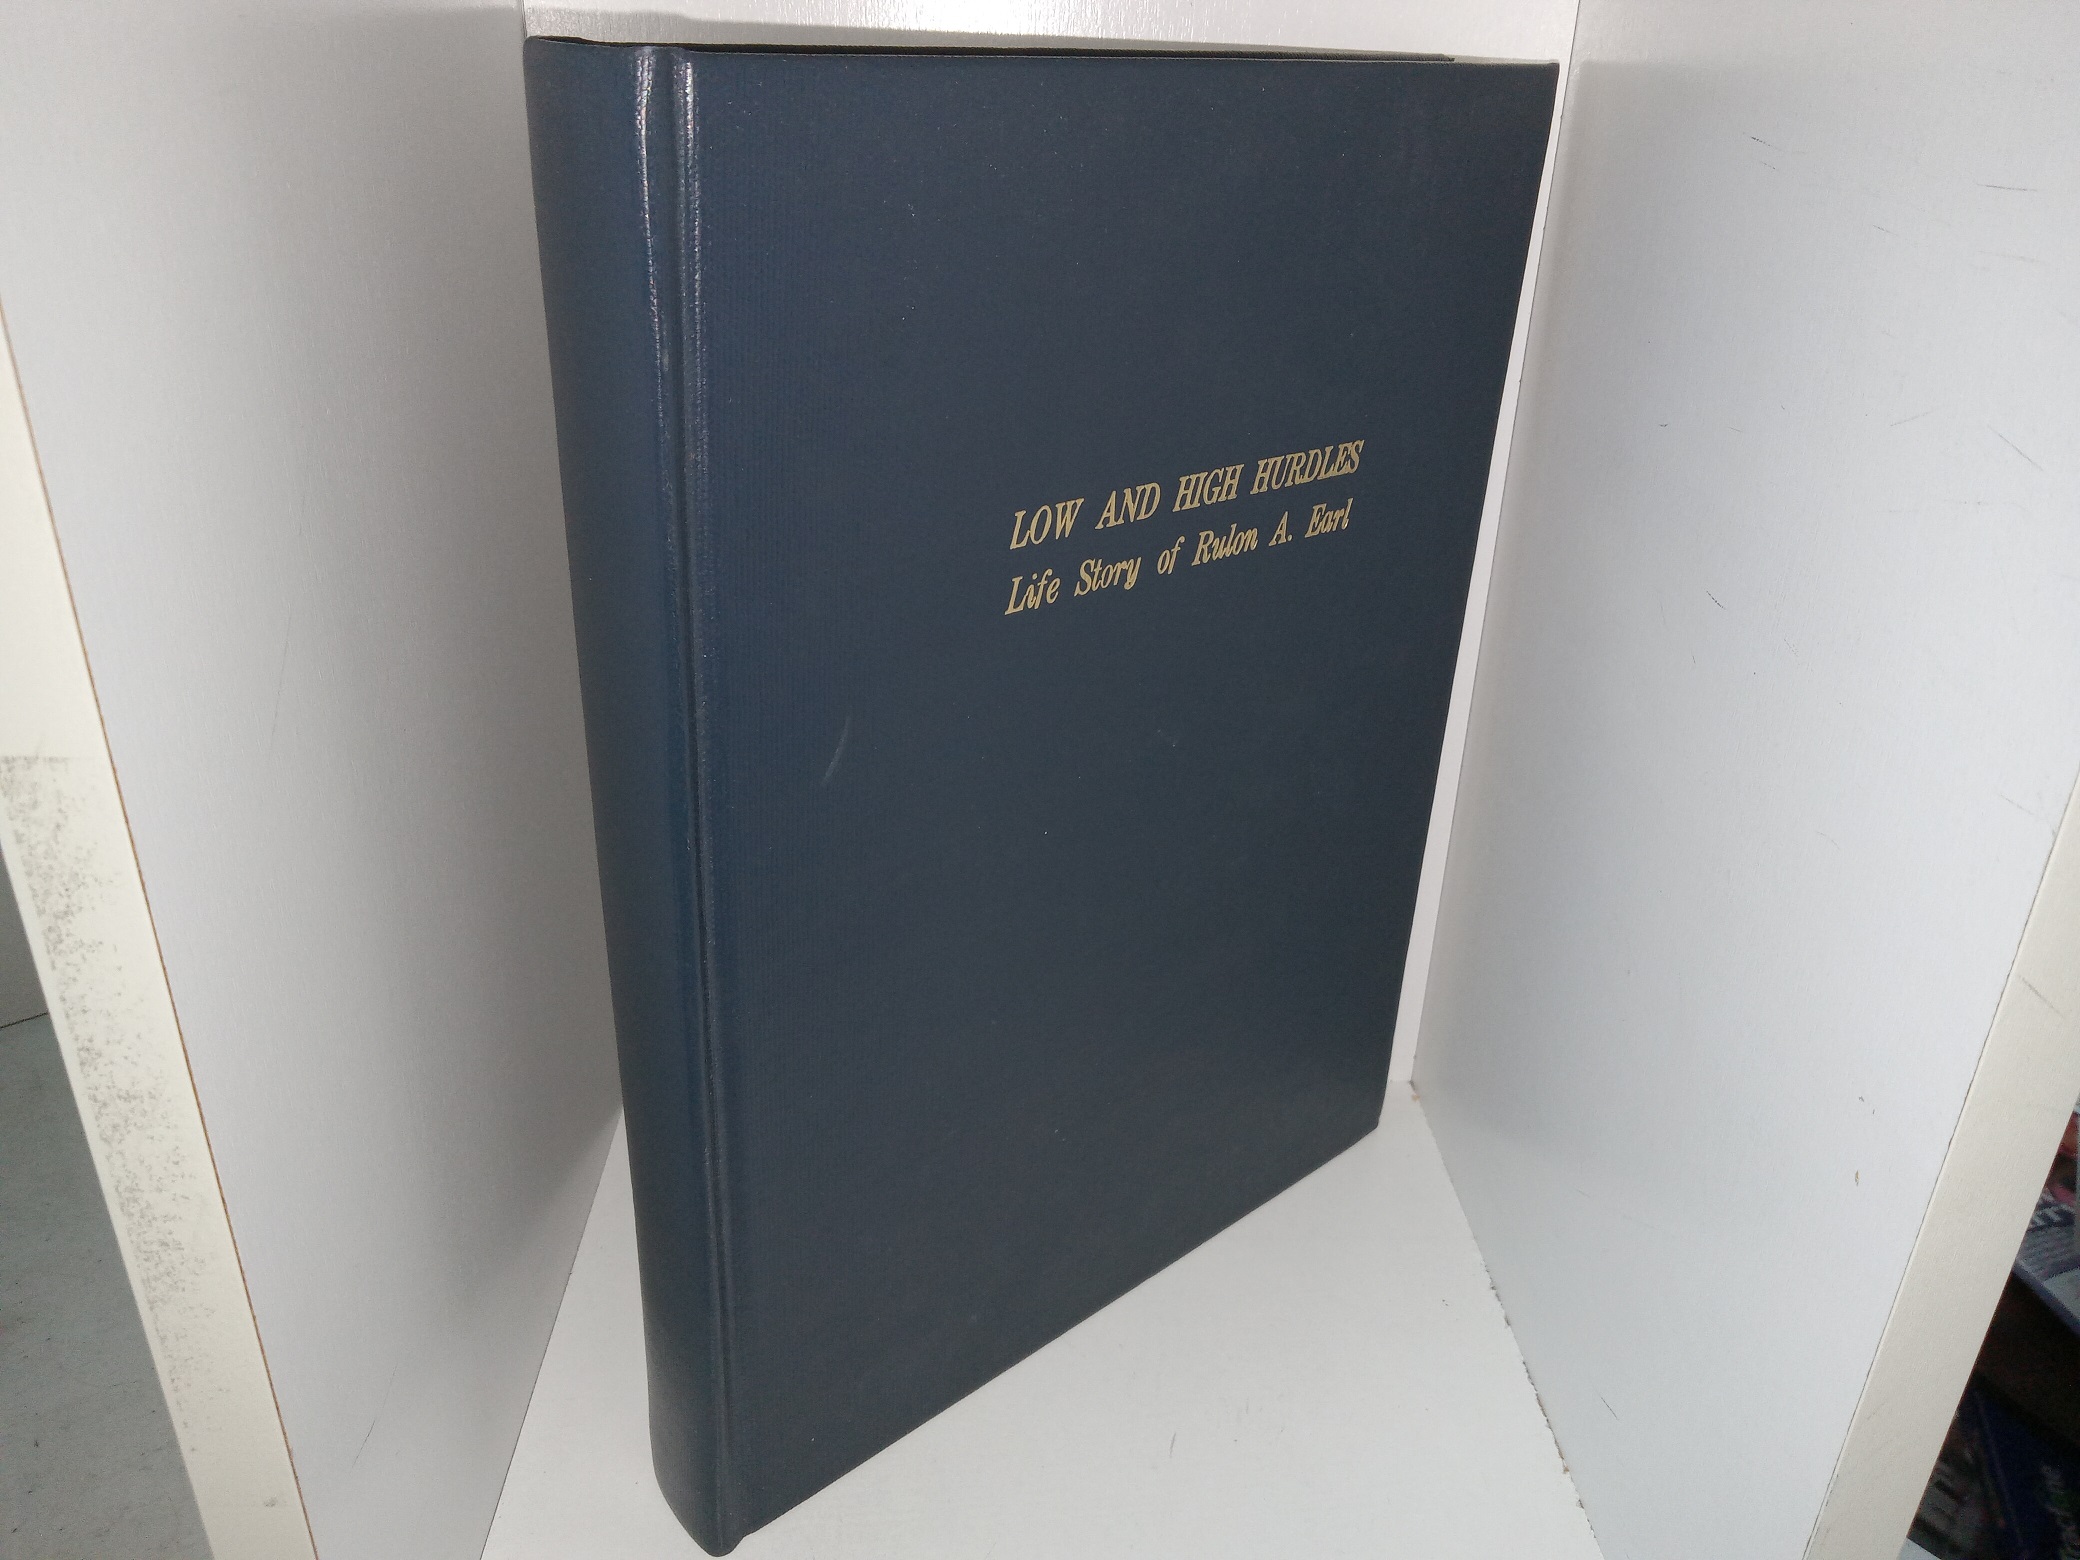 LOW AND HIGH HURDLES
Life Story of Rulon A. Earl